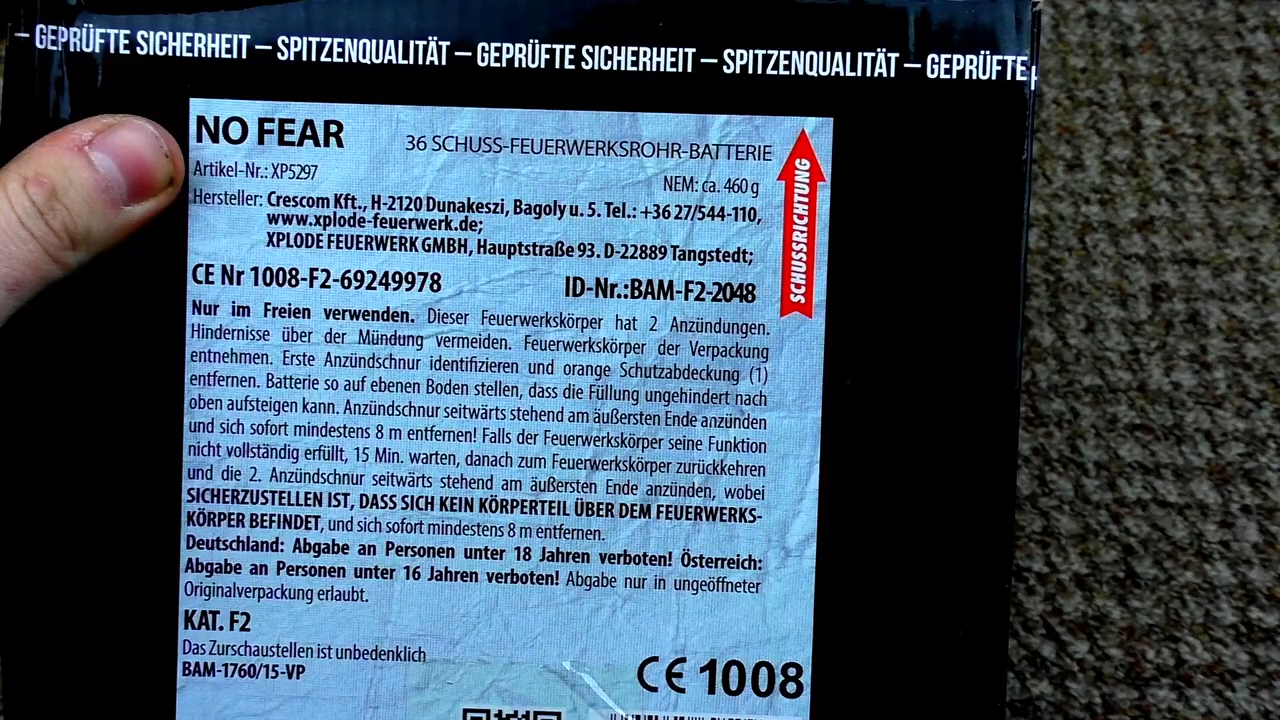 – GEPRÜFTE SICHERHEIT – SPITZENQUALITÄT – GEPRÜFTE SICHERHEIT – SPITZENQUALITÄT – GEPRÜFTE
NO FEAR
36 SCHUSS-FEUERWERKSROHR-BATTERIE
Artikel-Nr.: XP5297
NEM: ca. 460 g
SCHUSSRICHTUNG
Hersteller: Crescom Kft., H-2120 Dunakeszi, Bagoly u. 5. Tel.: +36 27/544-110,
www.xplode-feuerwerk.de;
XPLODE FEUERWERK GMBH, Hauptstraße 93. D-22889 Tangstedt;
CE Nr 1008-F2-69249978
ID-Nr.:BAM-F2-2048
Nur im Freien verwenden. Dieser Feuerwerkskörper hat 2 Anzündungen.
Hindernisse über der Mündung vermeiden. Feuerwerkskörper der Verpackung
entnehmen. Erste Anzündschnur identifizieren und orange Schutzabdeckung (1)
entfernen. Batterie so auf ebenen Boden stellen, dass die Füllung ungehindert nach
oben aufsteigen kann. Anzündschnur seitwärts stehend am äußersten Ende anzünden
und sich sofort mindestens 8 m entfernen! Falls der Feuerwerkskörper seine Funktion
nicht vollständig erfüllt, 15 Min. warten, danach zum Feuerwerkskörper zurückkehren
und die 2. Anzündschnur seitwärts stehend am äußersten Ende anzünden, wobei
SICHERZUSTELLEN IST, DASS SICH KEIN KÖRPERTEIL ÜBER DEM FEUERWERKS-
KÖRPER BEFINDET, und sich sofort mindestens 8 m entfernen.
Deutschland: Abgabe an Personen unter 18 Jahren verboten! Österreich:
Abgabe an Personen unter 16 Jahren verboten! Abgabe nur in ungeöffneter
Originalverpackung erlaubt.
KAT. F2
Das Zurschaustellen ist unbedenklich
BAM-1760/15-VP
CE 1008